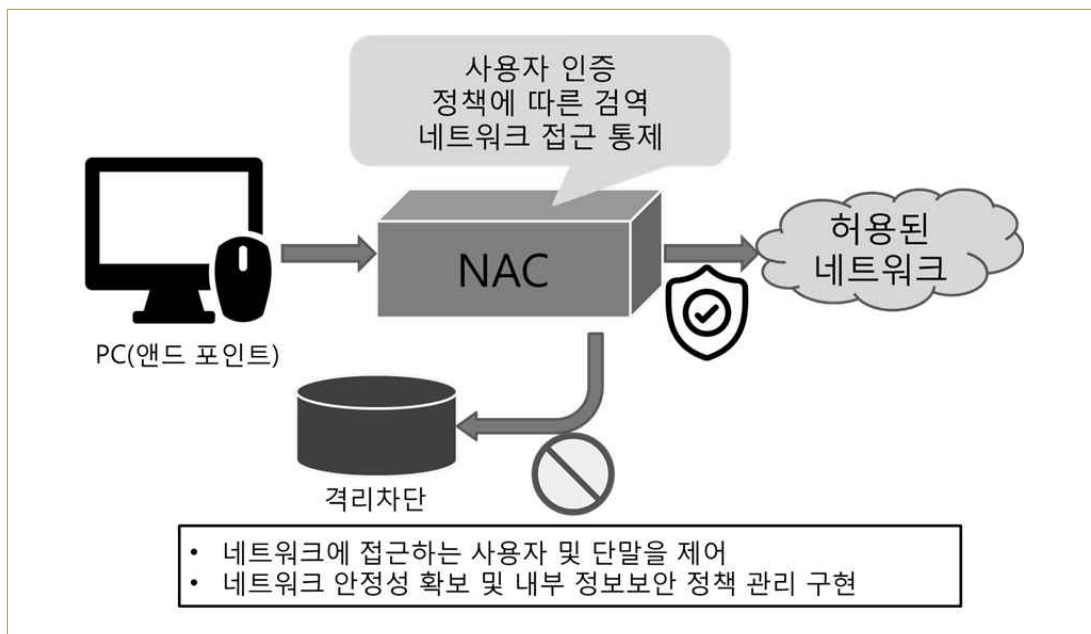 사용자 인증
정책에 따른 검역
네트워크 접근 통제
NAC
허용된
네트워크
PC(앤드 포인트)
격리차단
• 네트워크에 접근하는 사용자 및 단말을 제어
• 네트워크 안정성 확보 및 내부 정보보안 정책 관리 구현